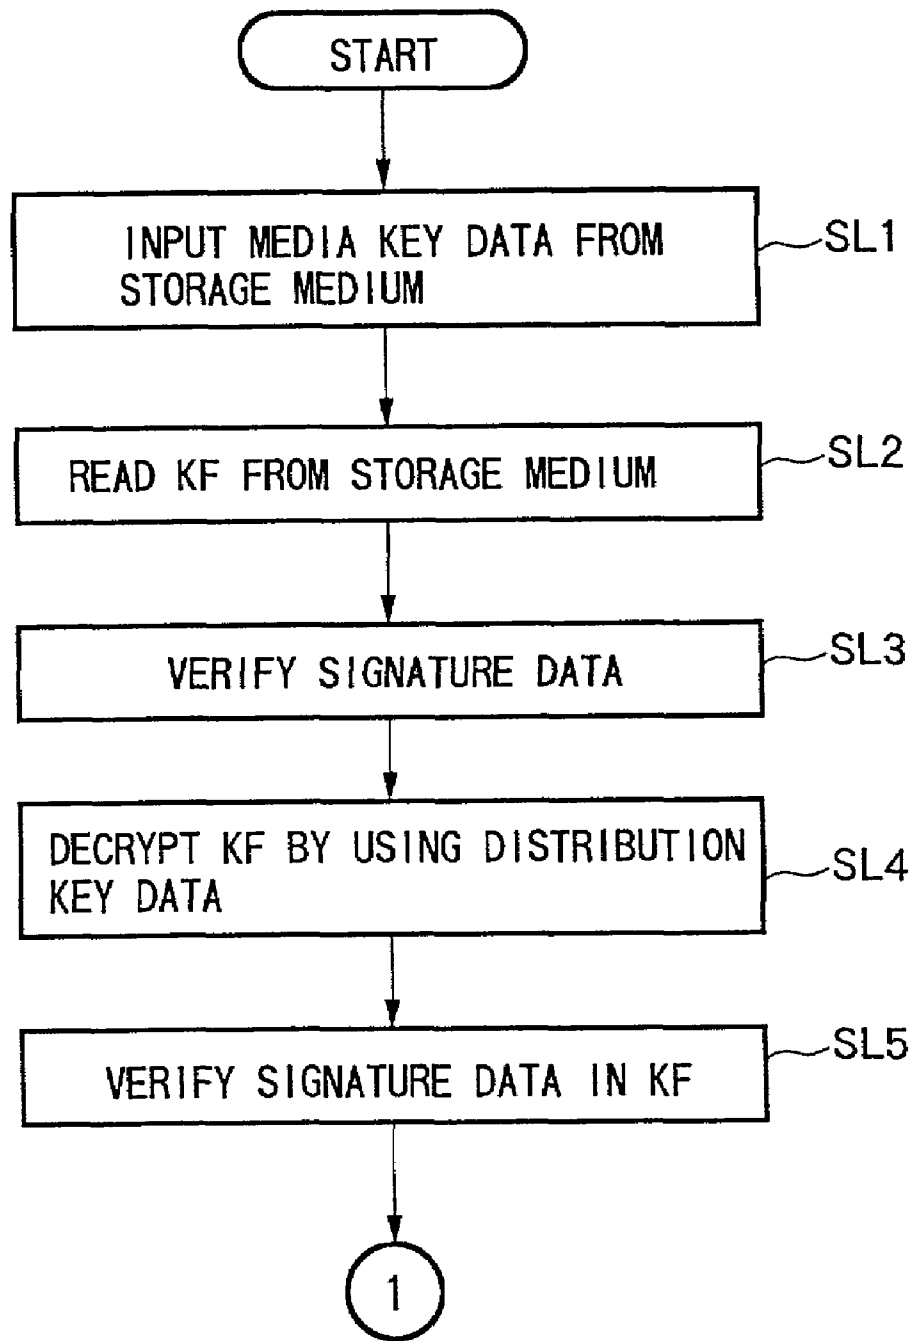 START
INPUT MEDIA KEY DATA FROM
STORAGE MEDIUM
SL1
READ KF FROM STORAGE MEDIUM
SL2
VERIFY SIGNATURE DATA
SL3
DECRYPT KF BY USING DISTRIBUTION
KEY DATA
SL4
VERIFY SIGNATURE DATA IN KF
SL5
1